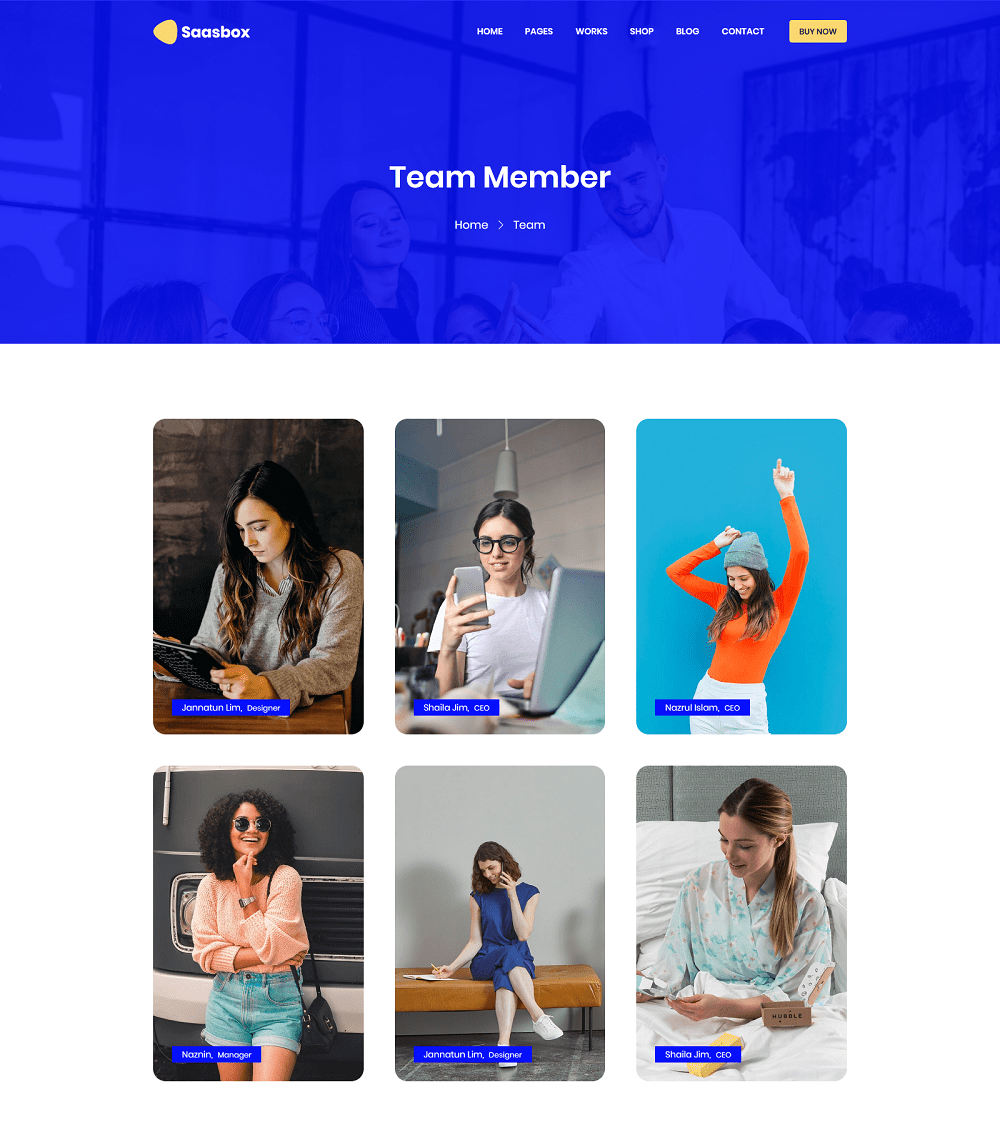 Saasbox HOME PAGES WORKS SHOP BLOG CONTACT BUY NOW
Team Member
Home > Team
Jannatun Lim, Designer
Shaila Jim, CEO
Nazrul Islam, CEO
HUBBLE
Naznin, Manager
Jannatun Lim, Designer
Shaila Jim, CEO